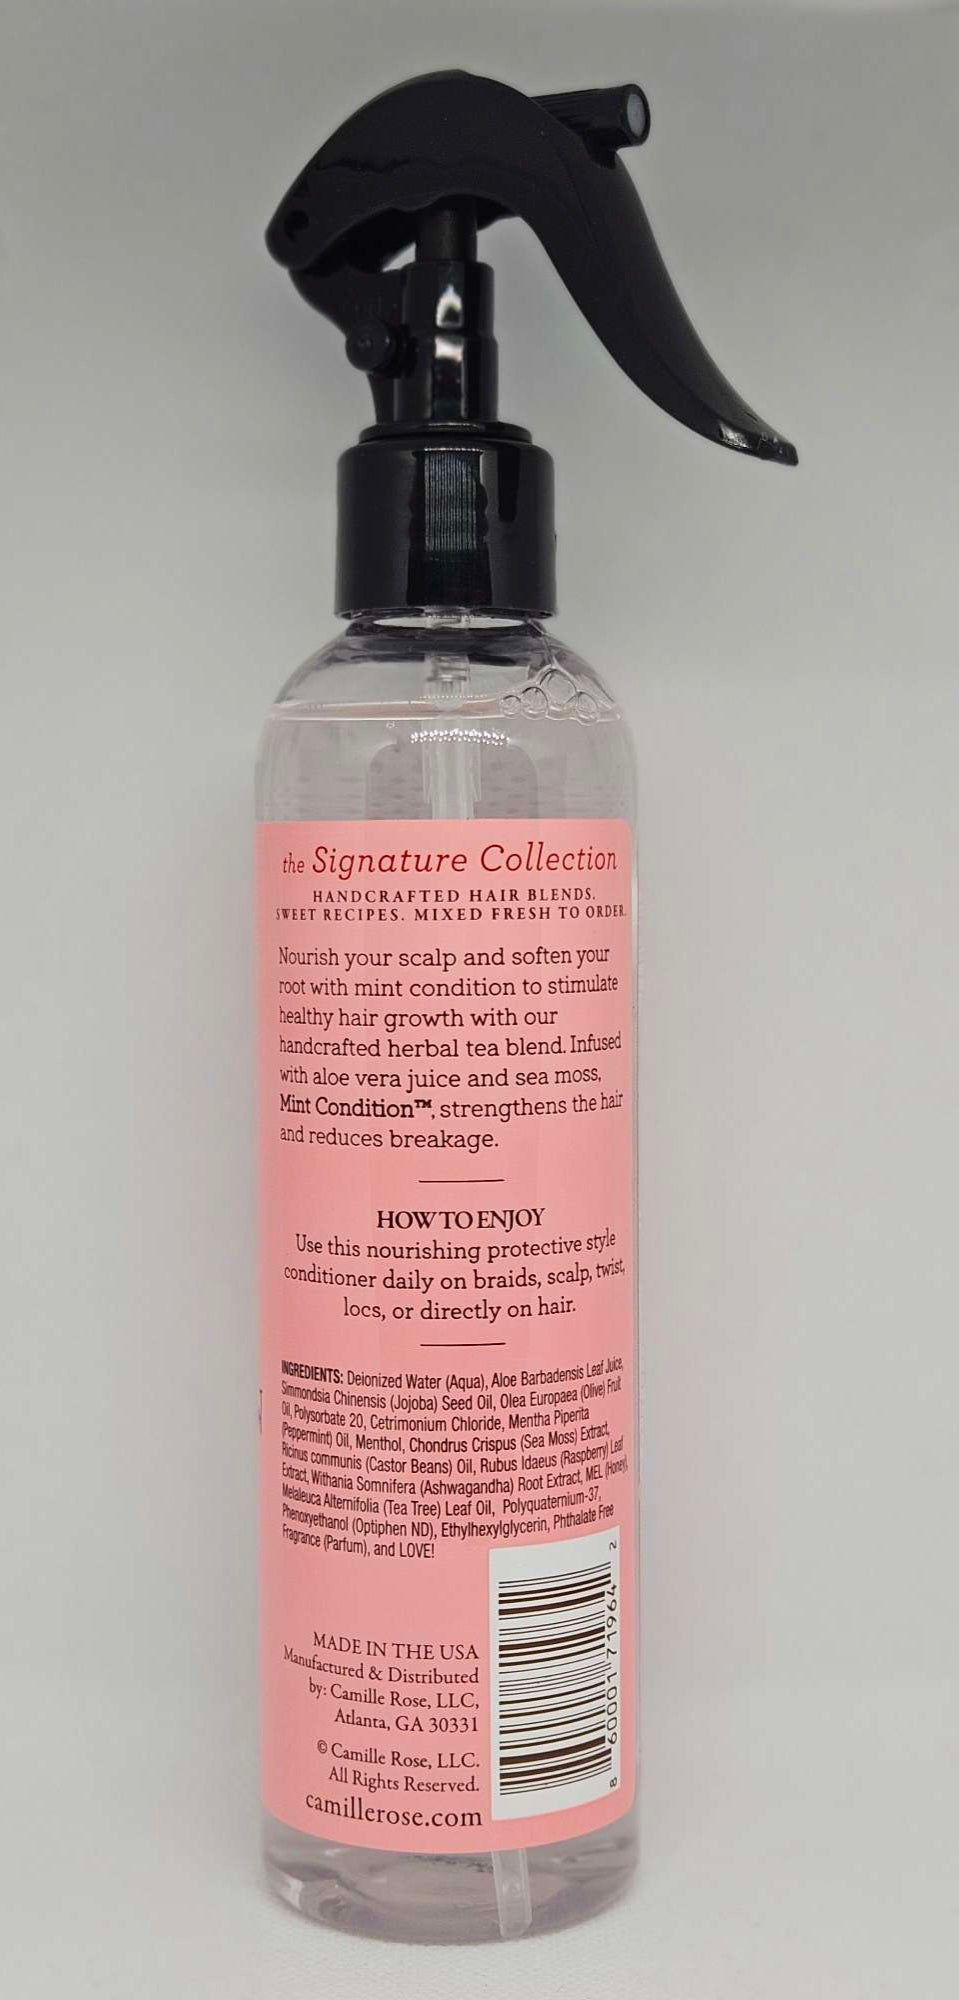 the Signature Collection
HANDCRAFTED HAIR BLENDS.
SWEET RECIPES. MIXED FRESH TO ORDER.
Nourish your scalp and soften your
root with mint condition to stimulate
healthy hair growth with our
handcrafted herbal tea blend. Infused
with aloe vera juice and sea moss,
Mint Condition™, strengthens the hair
and reduces breakage.
HOW TO ENJOY
Use this nourishing protective style
conditioner daily on braids, scalp, twist,
locs, or directly on hair.
INGREDIENTS: Deionized Water (Aqua), Aloe Barbadensis Leaf Juice,
Simmondsia Chinensis (Jojoba) Seed Oil, Olea Europaea (Olive) Fruit
Oil, Polysorbate 20, Cetrimonium Chloride, Mentha Piperita
(Peppermint) Oil, Menthol, Chondrus Crispus (Sea Moss) Extract,
Ricinus communis (Castor Beans) Oil, Rubus Idaeus (Raspberry) Leaf
Extract, Withania Somnifera (Ashwagandha) Root Extract, MEL (Honey),
Melaleuca Alternifolia (Tea Tree) Leaf Oil, Polyquaternium-37,
Phenoxyethanol (Optiphen ND), Ethylhexylglycerin, Phthalate Free
Fragrance (Parfum), and LOVE!
MADE IN THE USA
Manufactured & Distributed
by: Camille Rose, LLC,
Atlanta, GA 30331
© Camille Rose, LLC.
All Rights Reserved.
camillerose.com
8 60001 71964 2